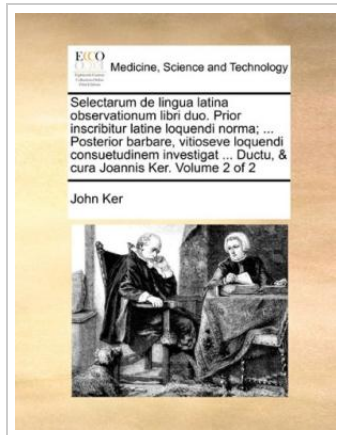 ECCO
Medicine, Science and Technology
Selectarum de lingua latina
observationum libri duo. Prior
inscribitur latine loquendi norma; ...
Posterior barbare, vitioseve loquendi
consuetudinem investigat ... Ductu, &
cura Joannis Ker. Volume 2 of 2
John Ker